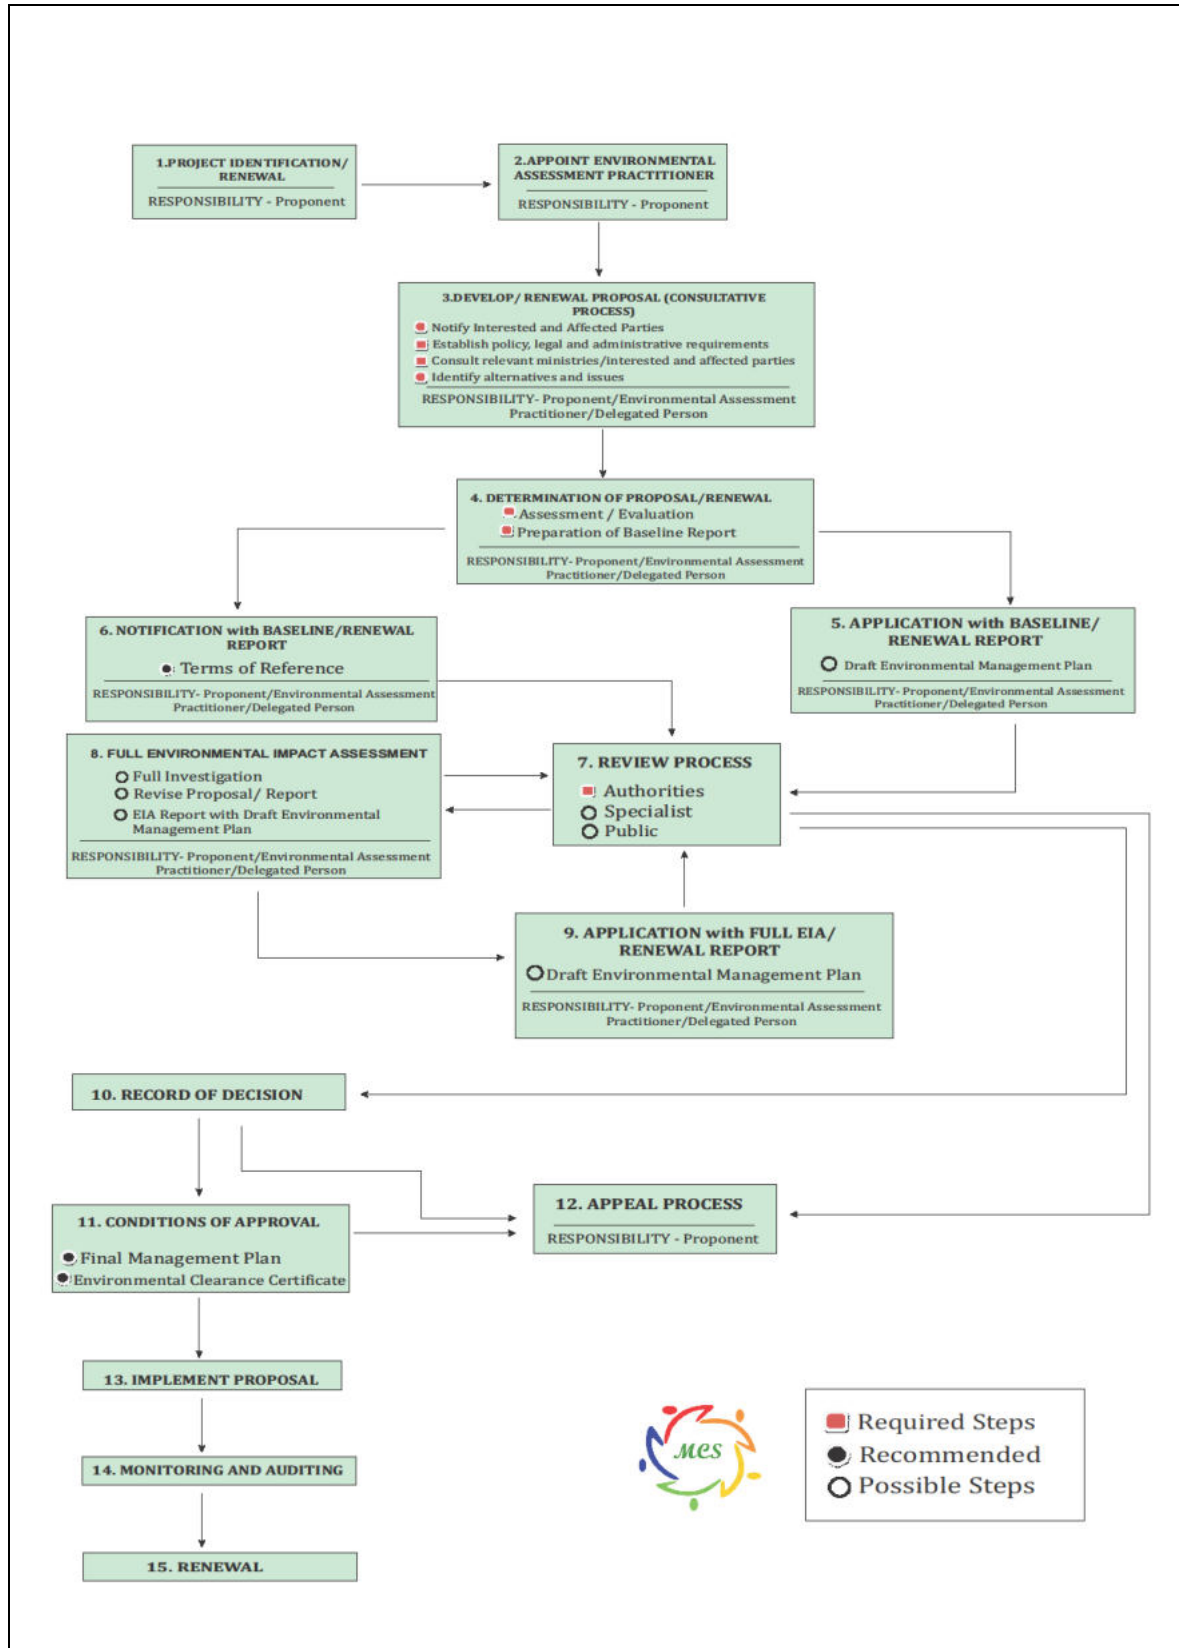 1.PROJECT IDENTIFICATION/
RENEWAL
RESPONSIBILITY - Proponent
2.APPOINT ENVIRONMENTAL
ASSESSMENT PRACTITIONER
RESPONSIBILITY - Proponent
3.DEVELOP/ RENEWAL PROPOSAL (CONSULTATIVE
PROCESS)
Notify Interested and Affected Parties
Establish policy, legal and administrative requirements
Consult relevant ministries/interested and affected parties
Identify alternatives and issues
RESPONSIBILITY- Proponent/Environmental Assessment
Practitioner/Delegated Person
4. DETERMINATION OF PROPOSAL/RENEWAL
Assessment / Evaluation
Preparation of Baseline Report
RESPONSIBILITY- Proponent/Environmental Assessment
Practitioner/Delegated Person
6. NOTIFICATION with BASELINE/RENEWAL
REPORT
Terms of Reference
RESPONSIBILITY- Proponent/Environmental Assessment
Practitioner/Delegated Person
5. APPLICATION with BASELINE/
RENEWAL REPORT
Draft Environmental Management Plan
RESPONSIBILITY- Proponent/Environmental Assessment
Practitioner/Delegated Person
8. FULL ENVIRONMENTAL IMPACT ASSESSMENT
Full Investigation
Revise Proposal/ Report
EIA Report with Draft Environmental
Management Plan
RESPONSIBILITY- Proponent/Environmental Assessment
Practitioner/Delegated Person
7. REVIEW PROCESS
Authorities
Specialist
Public
9. APPLICATION with FULL EIA/
RENEWAL REPORT
Draft Environmental Management Plan
RESPONSIBILITY- Proponent/Environmental Assessment
Practitioner/Delegated Person
10. RECORD OF DECISION
11. CONDITIONS OF APPROVAL
Final Management Plan
Environmental Clearance Certificate
12. APPEAL PROCESS
RESPONSIBILITY - Proponent
13. IMPLEMENT PROPOSAL
14. MONITORING AND AUDITING
15. RENEWAL
MCS
Required Steps
Recommended
Possible Steps